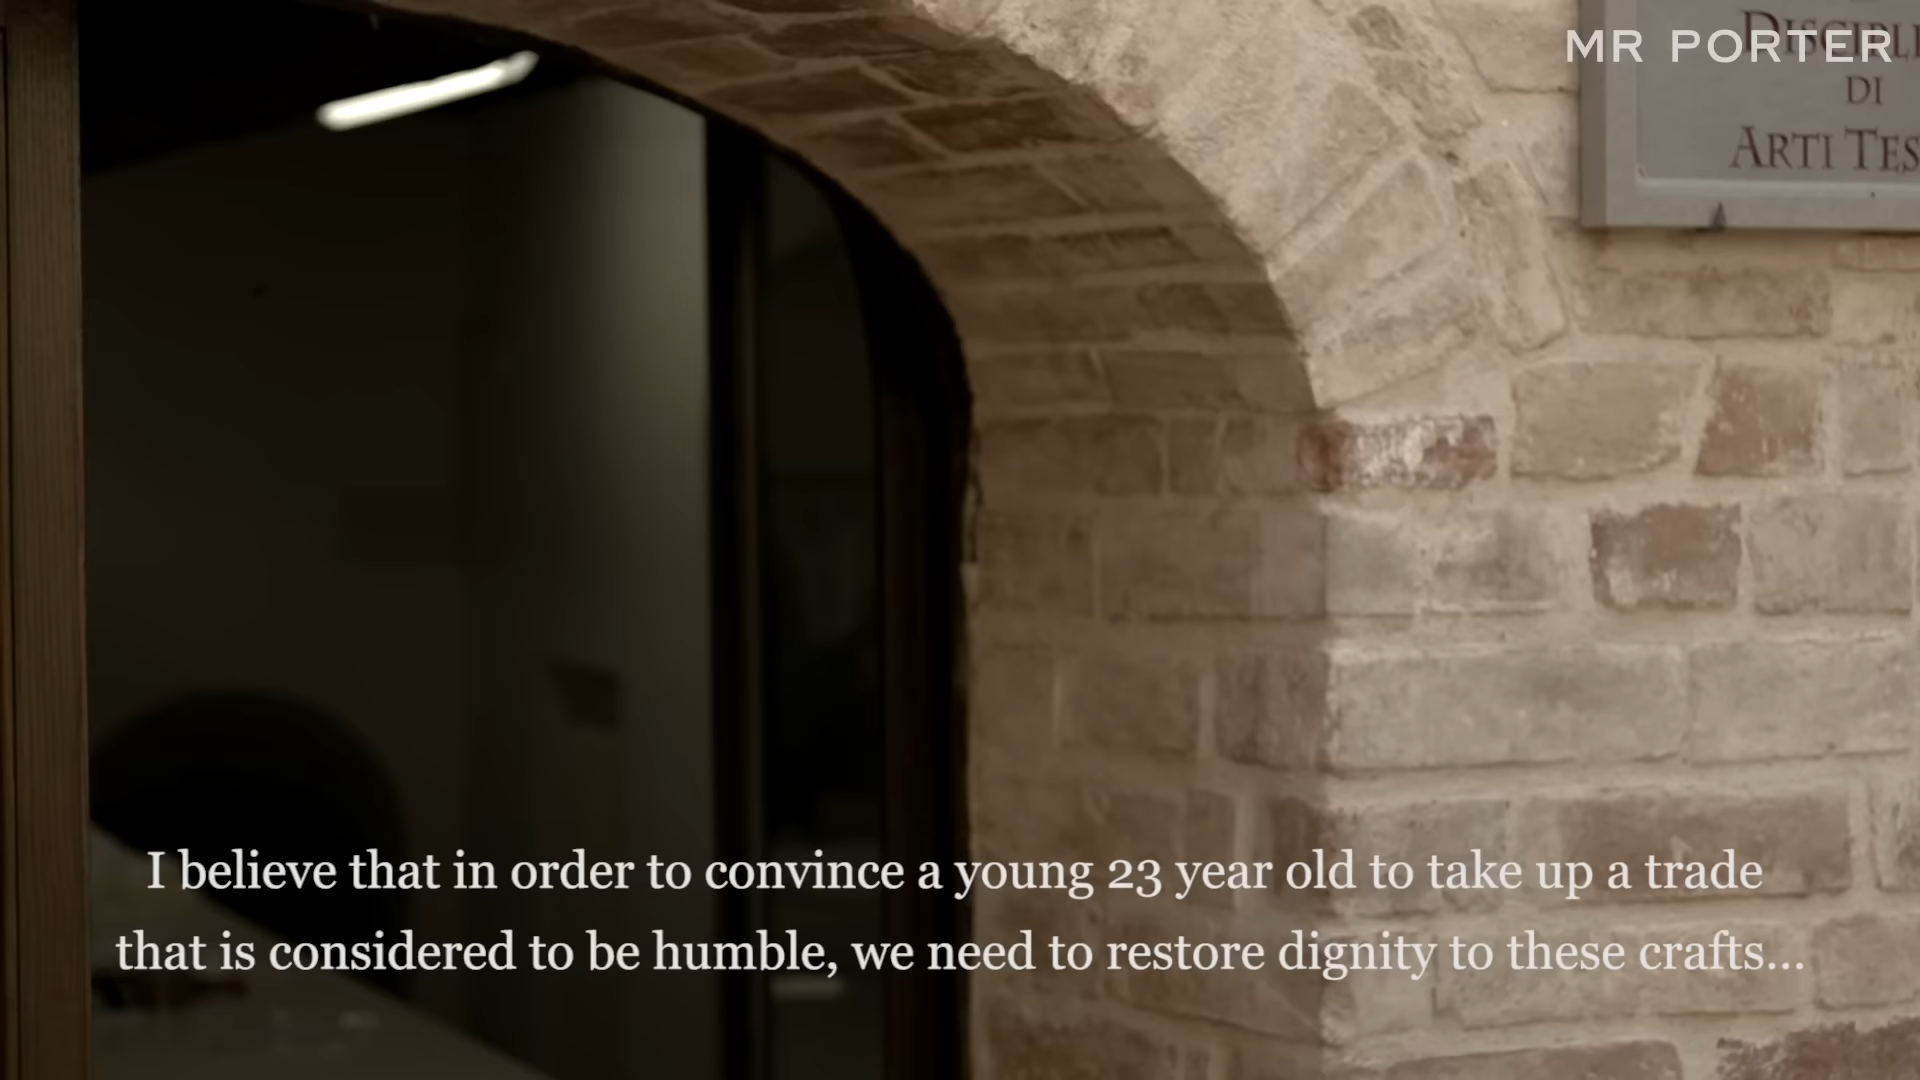 MR PORTER
DI
ARTI
I believe that in order to convince a young 23 year old to take up a trade
that is considered to be humble, we need to restore dignity to these crafts...